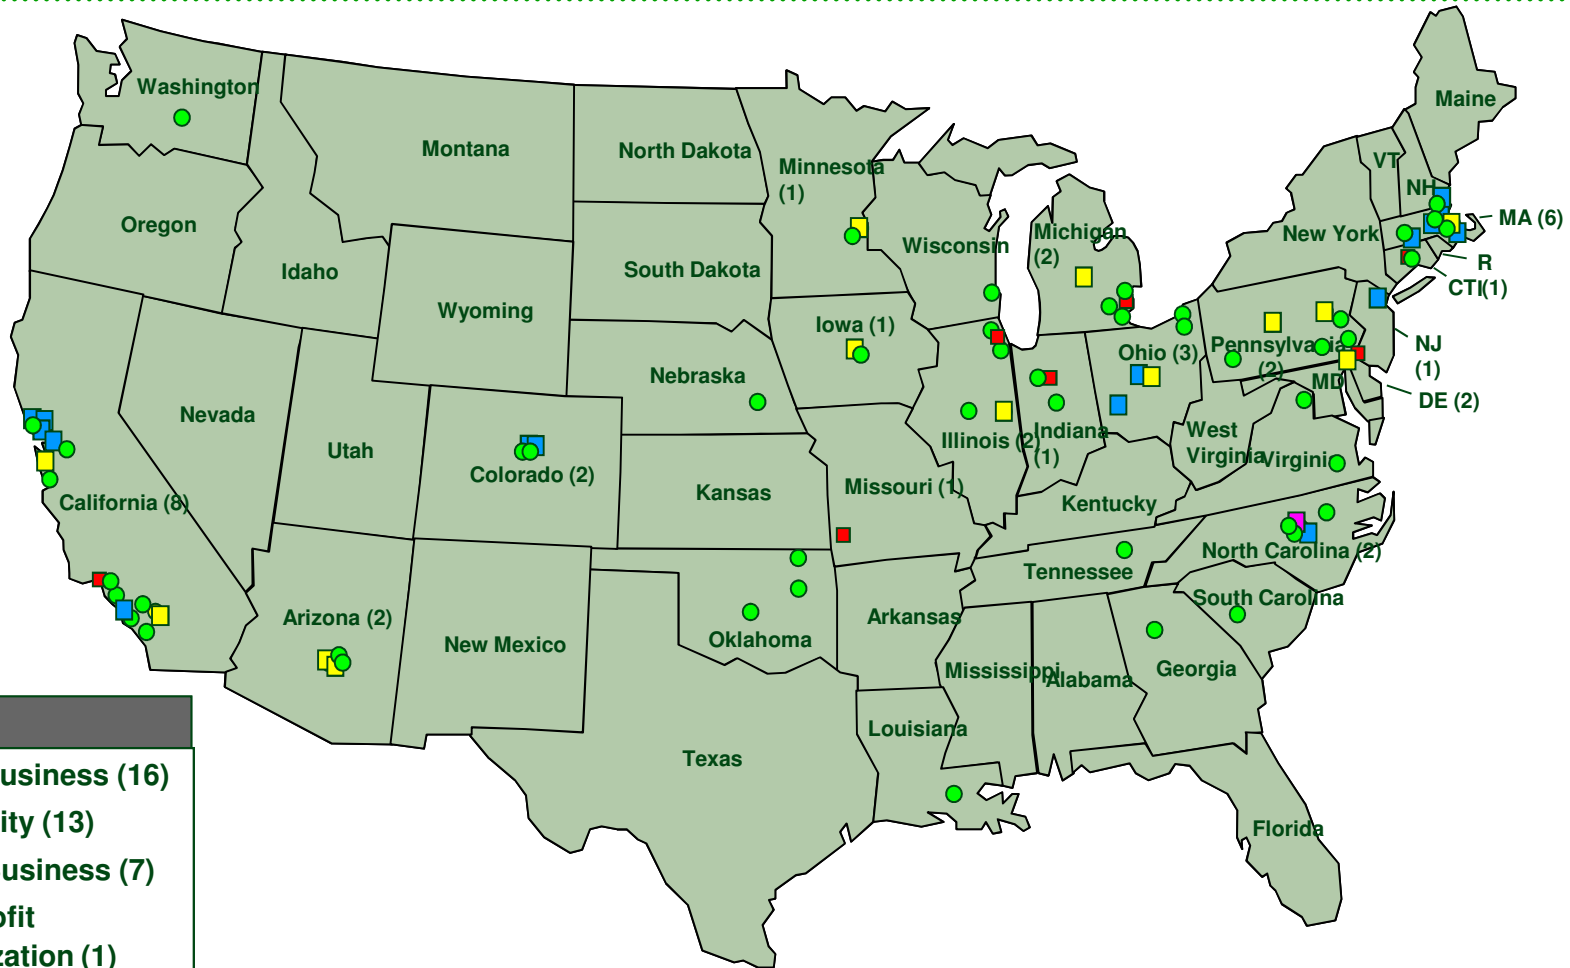 Washington
Montana
North Dakota
Minnesota
(1)
Maine
VT
NH
MA (6)
Oregon
Idaho
South Dakota
Wisconsin
Michigan
(2)
New York
R
CTI(1)
Wyoming
Iowa (1)
Ohio (3)
Pennsylvania
(2)
NJ
(1)
MD
DE (2)
Nebraska
Nevada
Utah
Colorado (2)
Illinois (2)
Indiana
(1)
West
Virginia
Virginia
California (8)
Kansas
Missouri (1)
Kentucky
North Carolina (2)
Tennessee
South Carolina
Arizona (2)
New Mexico
Oklahoma
Arkansas
Mississippi
Alabama
Georgia
Louisiana
Texas
Florida
usiness (16)
ity (13)
usiness (7)
ofit
zation (1)